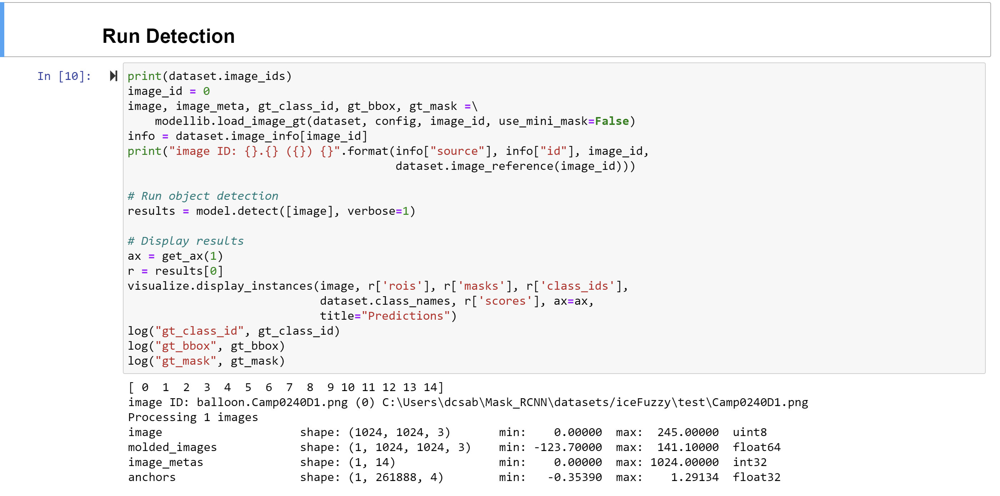 Run Detection
In [10]:
print(dataset.image_ids)
image_id = 0
image, image_meta, gt_class_id, gt_bbox, gt_mask =\
    modellib.load_image_gt(dataset, config, image_id, use_mini_mask=False)
info = dataset.image_info[image_id]
print("image ID: {}.{} ({}) {}".format(info["source"], info["id"], image_id,
                                       dataset.image_reference(image_id)))

# Run object detection
results = model.detect([image], verbose=1)

# Display results
ax = get_ax(1)
r = results[0]
visualize.display_instances(image, r['rois'], r['masks'], r['class_ids'],
                            dataset.class_names, r['scores'], ax=ax,
                            title="Predictions")
log("gt_class_id", gt_class_id)
log("gt_bbox", gt_bbox)
log("gt_mask", gt_mask)
[ 0  1  2  3  4  5  6  7  8  9 10 11 12 13 14]
image ID: balloon.Camp0240D1.png (0) C:\Users\dcsab\Mask_RCNN\datasets/iceFuzzy\test\Camp0240D1.png
Processing 1 images
image                    shape: (1024, 1024, 3)       min:    0.00000  max:  245.00000  uint8
molded_images            shape: (1, 1024, 1024, 3)    min: -123.70000  max:  141.10000  float64
image_metas              shape: (1, 14)               min:    0.00000  max: 1024.00000  int32
anchors                  shape: (1, 261888, 4)        min:   -0.35390  max:    1.29134  float32